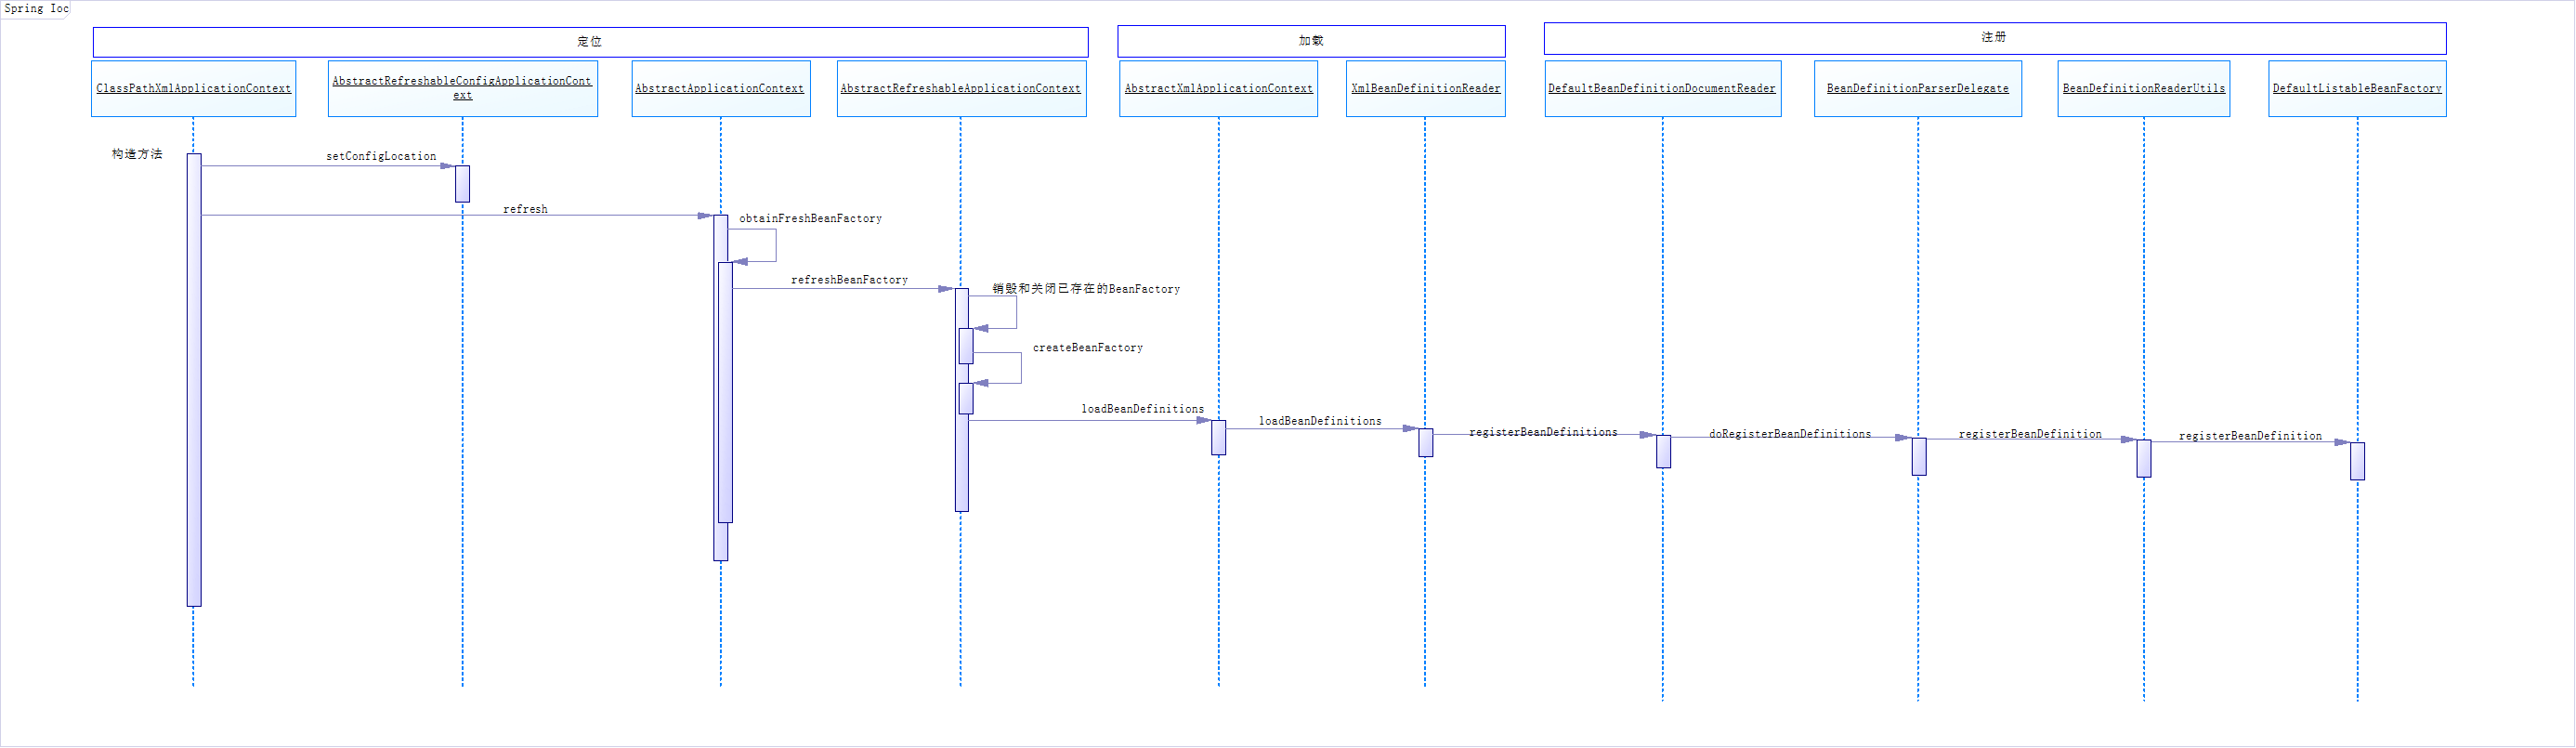 Spring Ioc
定位
加载
注册
ClassPathXmlApplicationContext
AbstractRefreshableConfigApplicationCont
ext
AbstractApplicationContext
AbstractRefreshableApplicationContext
AbstractXmlApplicationContext
XmlBeanDefinitionReader
DefaultBeanDefinitionDocumentReader
BeanDefinitionParserDelegate
BeanDefinitionReaderUtils
DefaultListableBeanFactory
构造方法
setConfigLocation
refresh
obtainFreshBeanFactory
refreshBeanFactory
销毁和关闭已存在的BeanFactory
createBeanFactory
loadBeanDefinitions
loadBeanDefinitions
registerBeanDefinitions
doRegisterBeanDefinitions
registerBeanDefinition
registerBeanDefinition